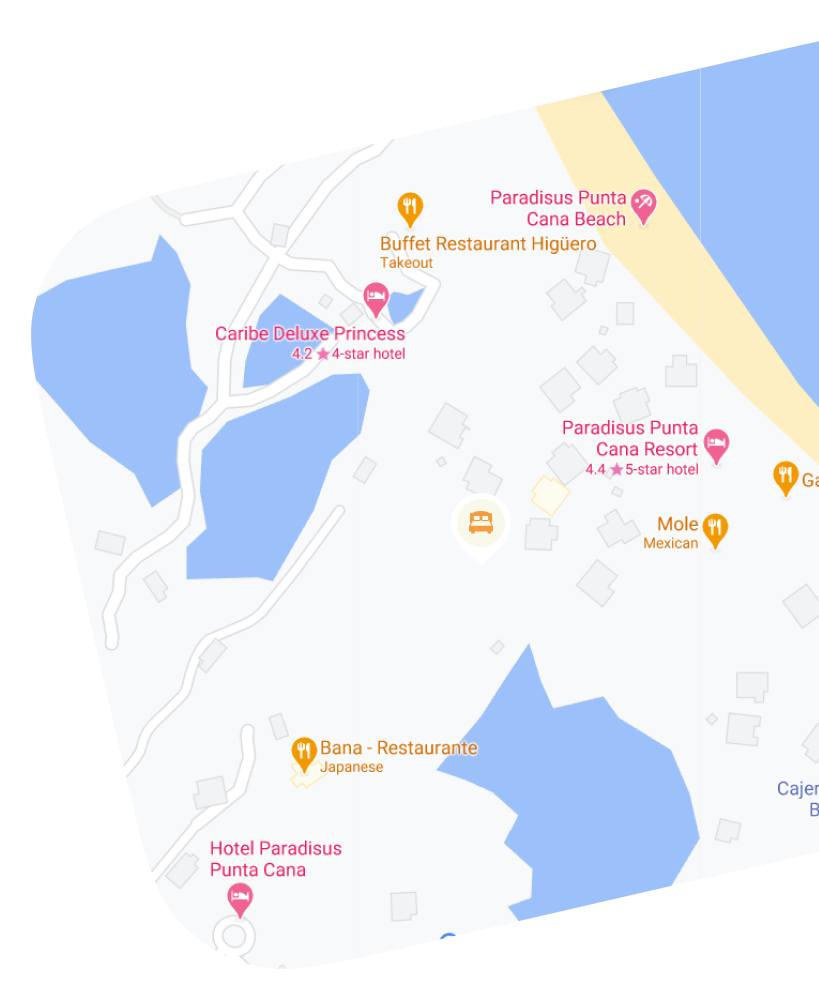 Paradisus Punta
Cana Beach
Buffet Restaurant Higüero
Takeout
Caribe Deluxe Princess
4.2 ★ 4-star hotel
Paradisus Punta
Cana Resort
4.4 ★ 5-star hotel
Ga
Mole
Mexican
Bana - Restaurante
Japanese
Cajer
B
Hotel Paradisus
Punta Cana